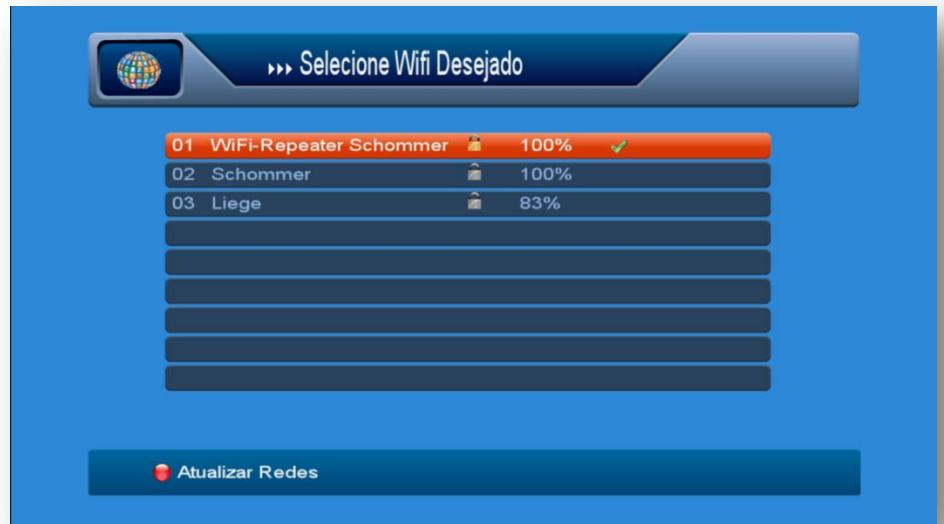 Selecione Wifi Desejado
01 WiFi-Repeater Schommer 100%
02 Schommer 100%
03 Liege 83%
Atualizar Redes